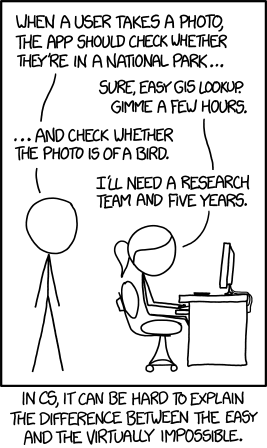 WHEN A USER TAKES A PHOTO,
THE APP SHOULD CHECK WHETHER
THEY'RE IN A NATIONAL PARK...
SURE, EASY GIS LOOKUP.
GIMME A FEW HOURS.
...AND CHECK WHETHER
THE PHOTO IS OF A BIRD.
I'LL NEED A RESEARCH
TEAM AND FIVE YEARS.
IN CS, IT CAN BE HARD TO EXPLAIN
THE DIFFERENCE BETWEEN THE EASY
AND THE VIRTUALLY IMPOSSIBLE.